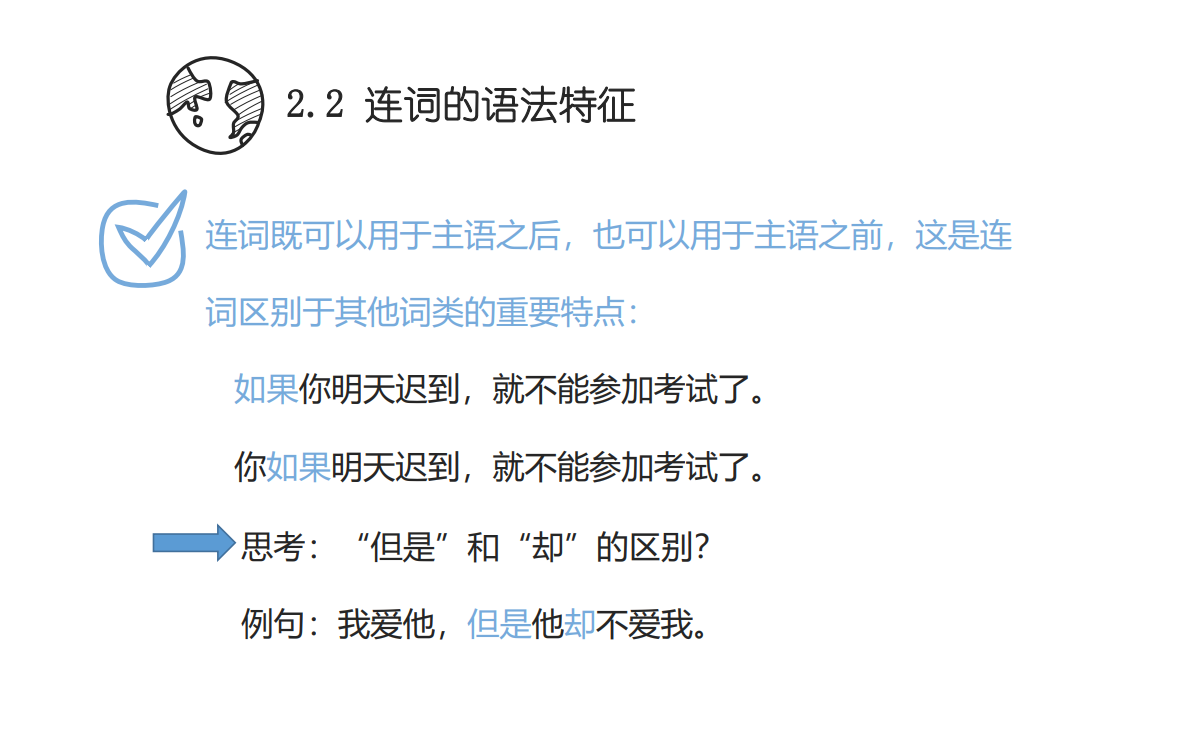 2.2 连词的语法特征
连词既可以用于主语之后，也可以用于主语之前，这是连
词区别于其他词类的重要特点：
如果你明天迟到，就不能参加考试了。
你如果明天迟到，就不能参加考试了。
思考：“但是”和“却”的区别？
例句：我爱他，但是他却不爱我。